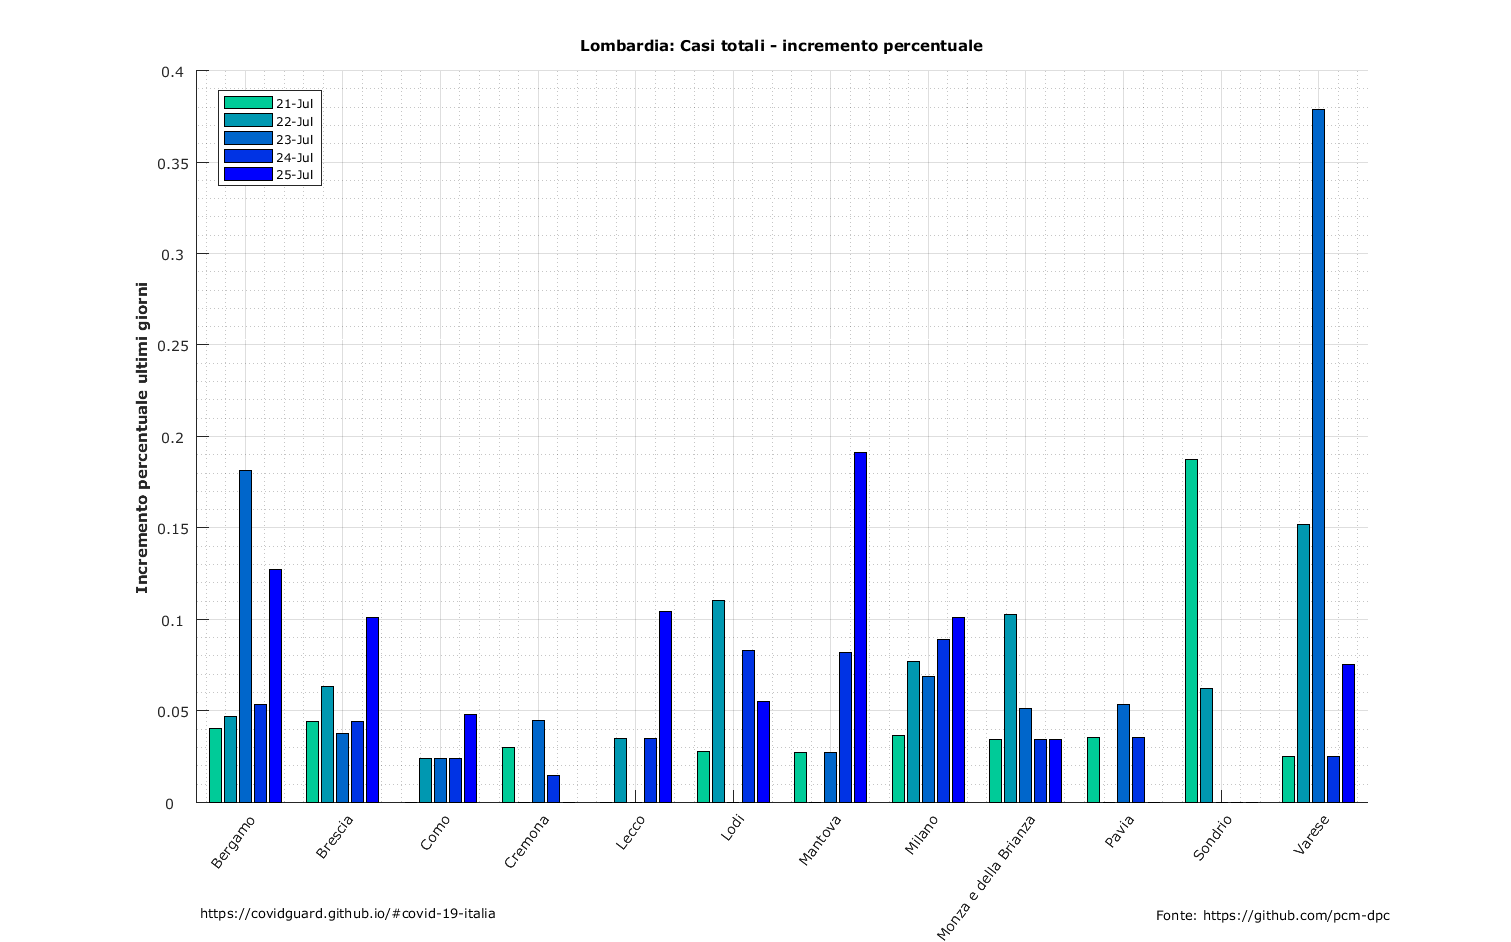 Lombardia: Casi totali - incremento percentuale
0.4
0.35
0.3
0.25
0.2
0.15
0.1
0.05
0
Incremento percentuale ultimi giorni
21-Jul
22-Jul
23-Jul
24-Jul
25-Jul
Bergamo
Brescia
Como
Cremona
Lecco
Lodi
Mantova
Milano
Monza e della Brianza
Pavia
Sondrio
Varese
https://covidguard.github.io/#covid-19-italia
Fonte: https://github.com/pcm-dpc